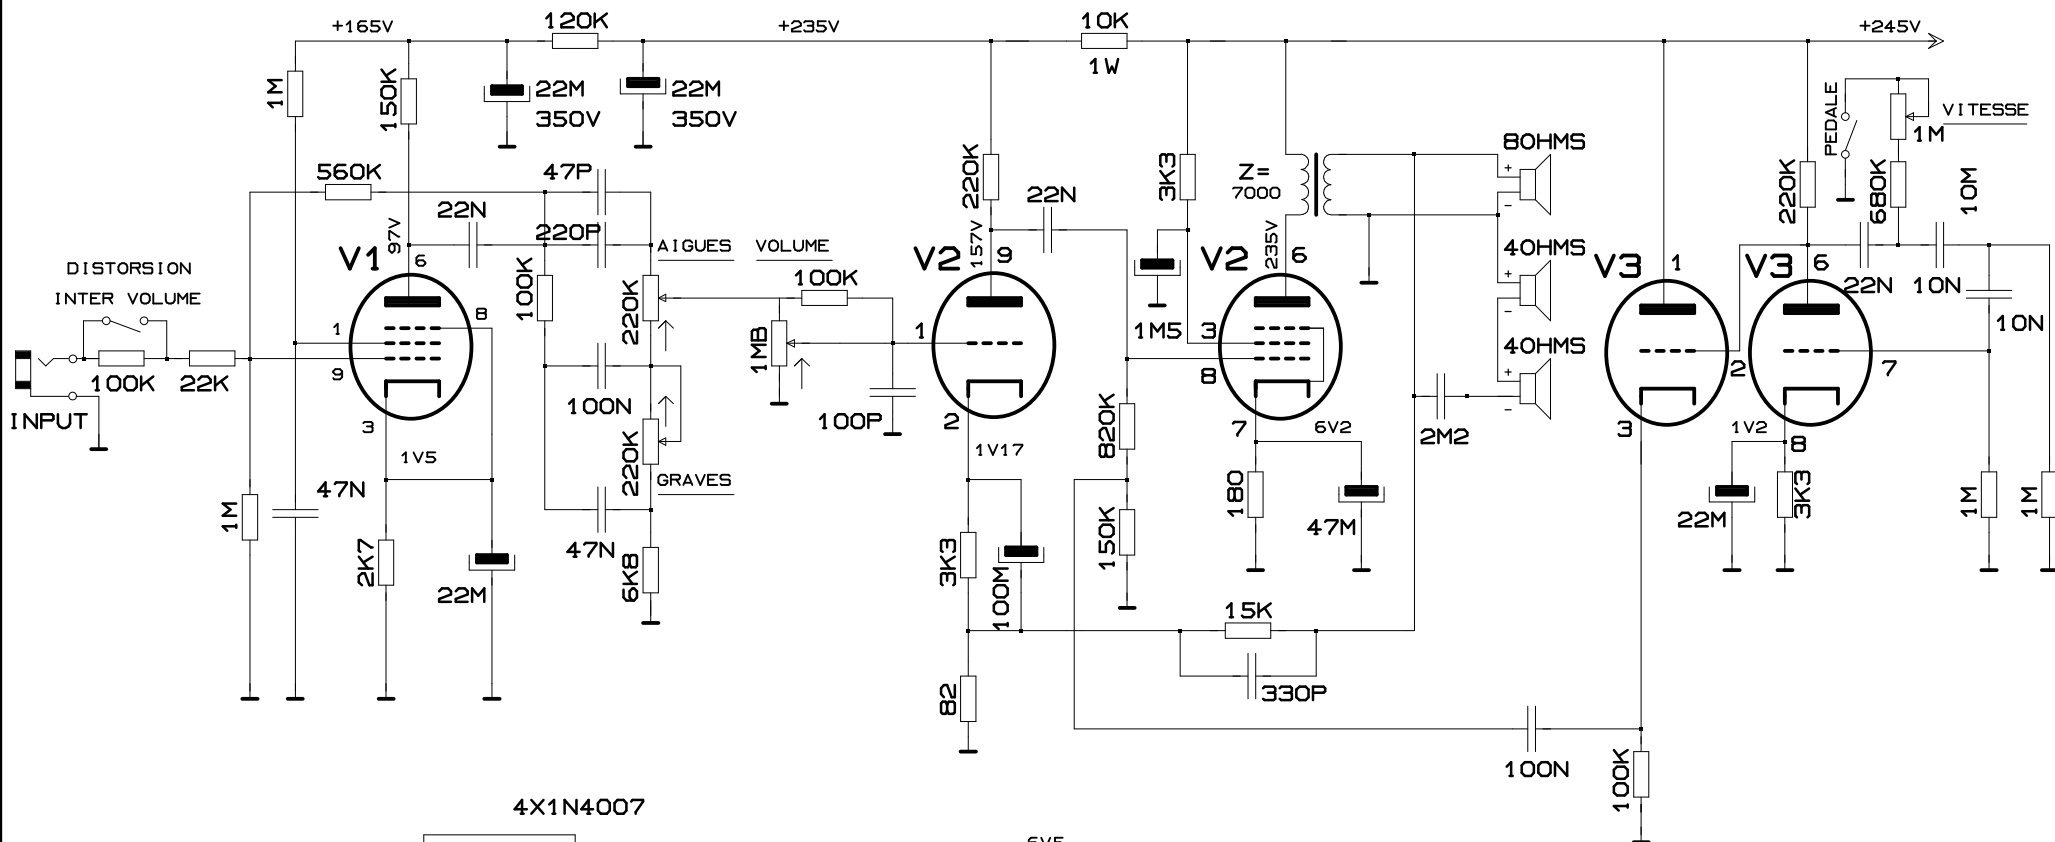 +165V
120K
+235V
10K
1W
+245V
1M
150K
22M
350V
22M
350V
220K
3K3
Z=
7000
8OHMS
PEDALE
1M
VITESSE
560K
47P
22N
220P
97V
V1
6
8
1
9
3
1V5
DISTORSION
INTER VOLUME
100K
22K
INPUT
1M
47N
2K7
22M
100K
AIGUES
220K
100N
220K
GRAVES
47N
6K8
VOLUME
100K
1MB
100P
157V
22N
V2
9
1
2
1V17
3K3
100M
82
1M5
V2
235V
6
3
8
7
6V2
820K
150K
180
47M
15K
330P
4OHMS
4OHMS
2M2
V3
1
2
3
V3
6
7
8
1V2
220K
680K
10M
22N
10N
10N
22M
3K3
1M
1M
100N
100K
4X1N4007